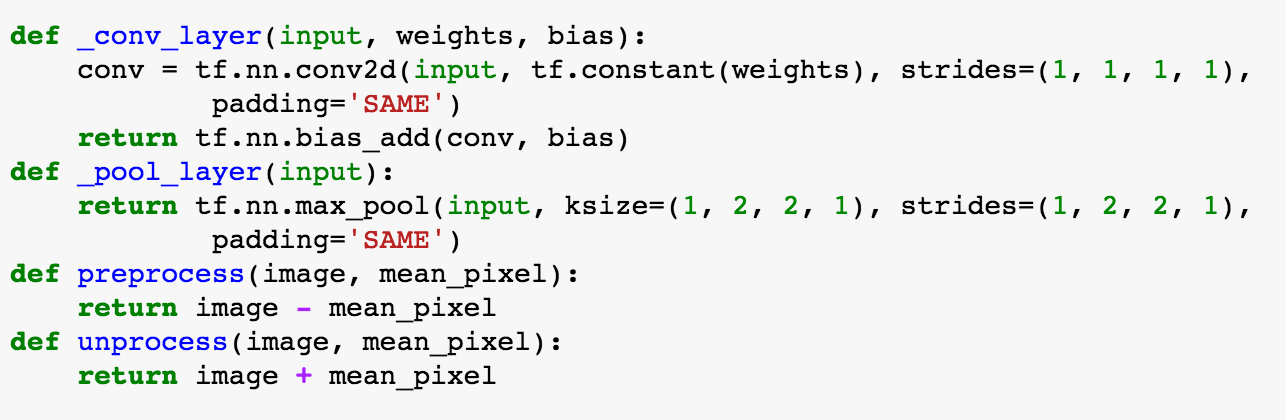 def _conv_layer(input, weights, bias):
    conv = tf.nn.conv2d(input, tf.constant(weights), strides=(1, 1, 1, 1),
            padding='SAME')
    return tf.nn.bias_add(conv, bias)
def _pool_layer(input):
    return tf.nn.max_pool(input, ksize=(1, 2, 2, 1), strides=(1, 2, 2, 1),
            padding='SAME')
def preprocess(image, mean_pixel):
    return image - mean_pixel
def unprocess(image, mean_pixel):
    return image + mean_pixel